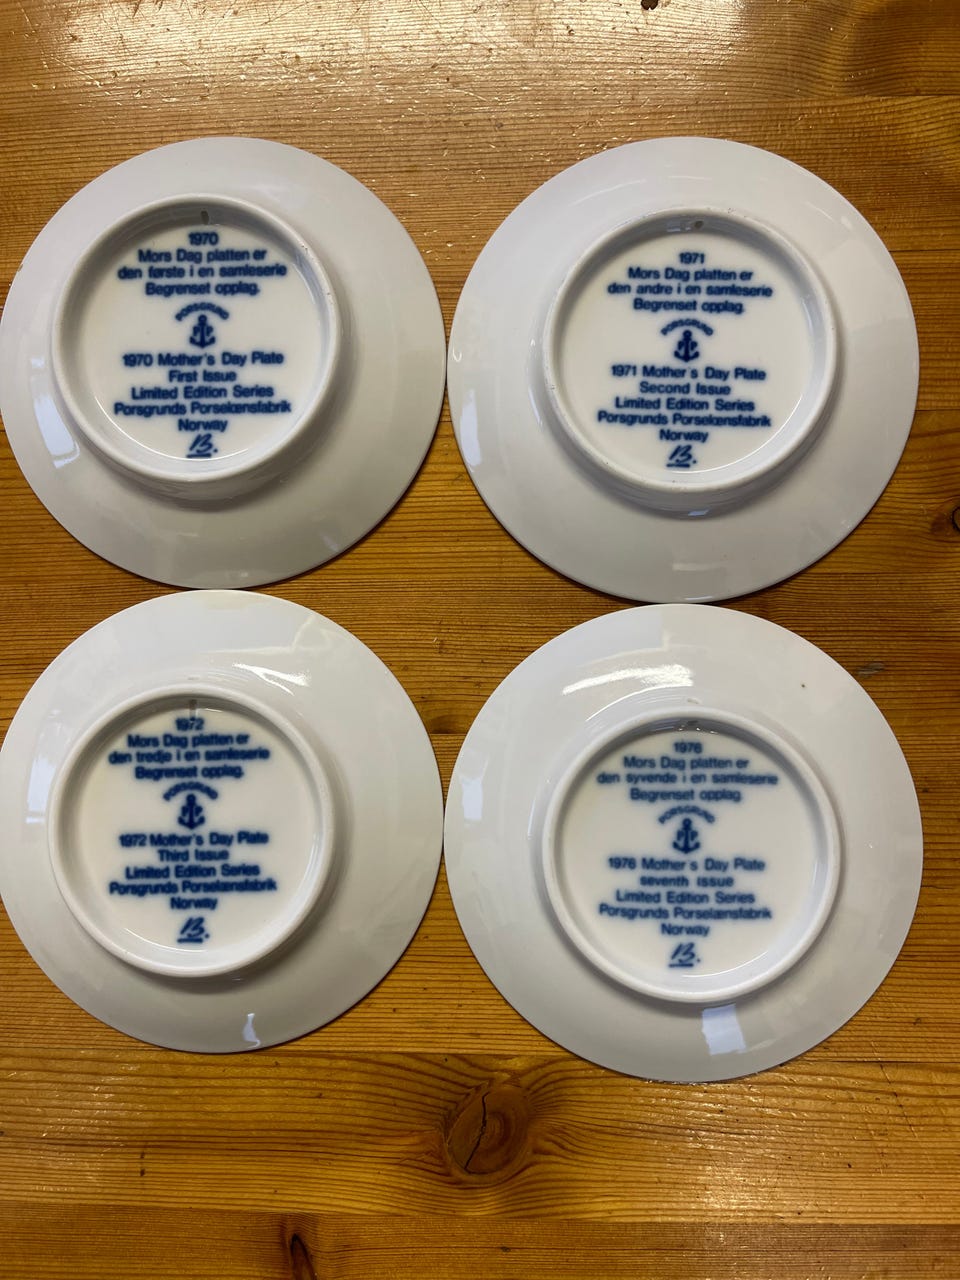 1970
Mors Dag platten er
den første i en samleserie
Begrenset opplag.
PORSGRUND
P P
1970 Mother's Day Plate
First Issue
Limited Edition Series
Porsgrunds Porselænsfabrik
Norway
1971
Mors Dag platten er
den andre i en samleserie
Begrenset opplag.
PORSGRUND
P P
1971 Mother's Day Plate
Second Issue
Limited Edition Series
Porsgrunds Porselænsfabrik
Norway
1972
Mors Dag platten er
den tredje i en samleserie
Begrenset opplag.
PORSGRUND
P P
1972 Mother's Day Plate
Third Issue
Limited Edition Series
Porsgrunds Porselænsfabrik
Norway
1976
Mors Dag platten er
den syvende i en samleserie
Begrenset opplag
PORSGRUND
P P
1976 Mother's Day Plate
seventh issue
Limited Edition Series
Porsgrunds Porselænsfabrik
Norway